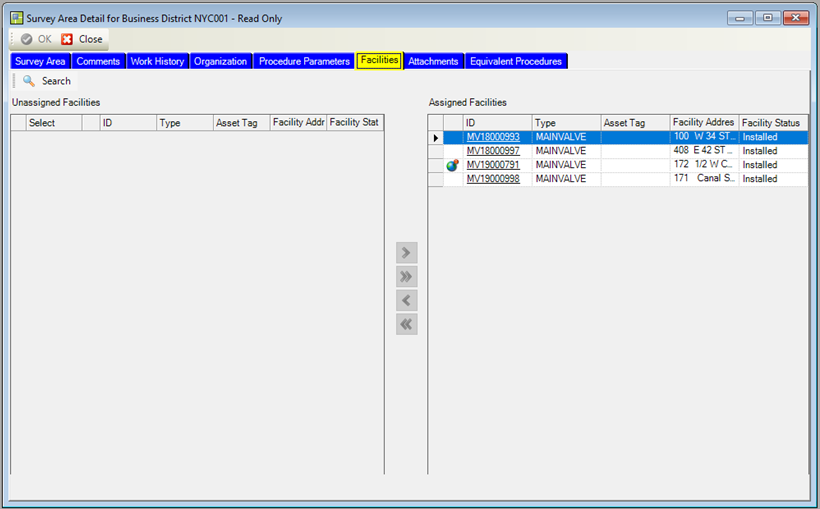 Survey Area Detail for Business District NYC001 - Read Only
OK Close
Survey Area Comments Work History Organization Procedure Parameters Facilities Attachments Equivalent Procedures
Search
Unassigned Facilities
Select ID Type Asset Tag Facility Addr Facility Stat
Assigned Facilities
ID Type Asset Tag Facility Addres Facility Status
MV18000993 MAINVALVE 100 W 34 ST... Installed
MV18000997 MAINVALVE 408 E 42 ST ... Installed
MV19000791 MAINVALVE 172 1/2 W C... Installed
MV19000998 MAINVALVE 171 Canal S... Installed